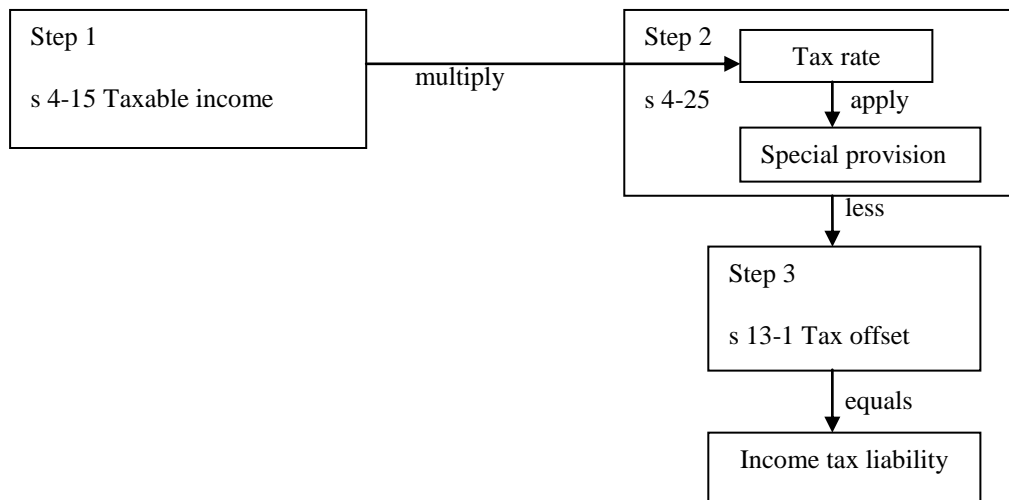 Step 1
s 4-15 Taxable income
multiply
Step 2
s 4-25
Tax rate
apply
Special provision
less
Step 3
s 13-1 Tax offset
equals
Income tax liability